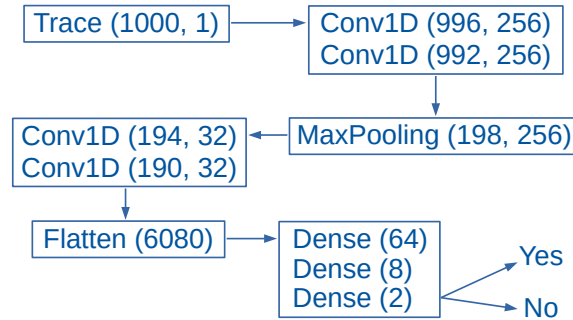 Trace (1000, 1)
Conv1D (996, 256)
Conv1D (992, 256)
MaxPooling (198, 256)
Conv1D (194, 32)
Conv1D (190, 32)
Flatten (6080)
Dense (64)
Dense (8)
Dense (2)
Yes
No